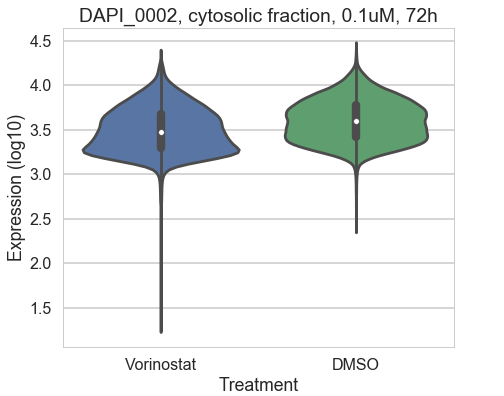 DAPI_0002, cytosolic fraction, 0.1uM, 72h
Expression (log10)
4.5
4.0
3.5
3.0
2.5
2.0
1.5
Vorinostat DMSO
Treatment